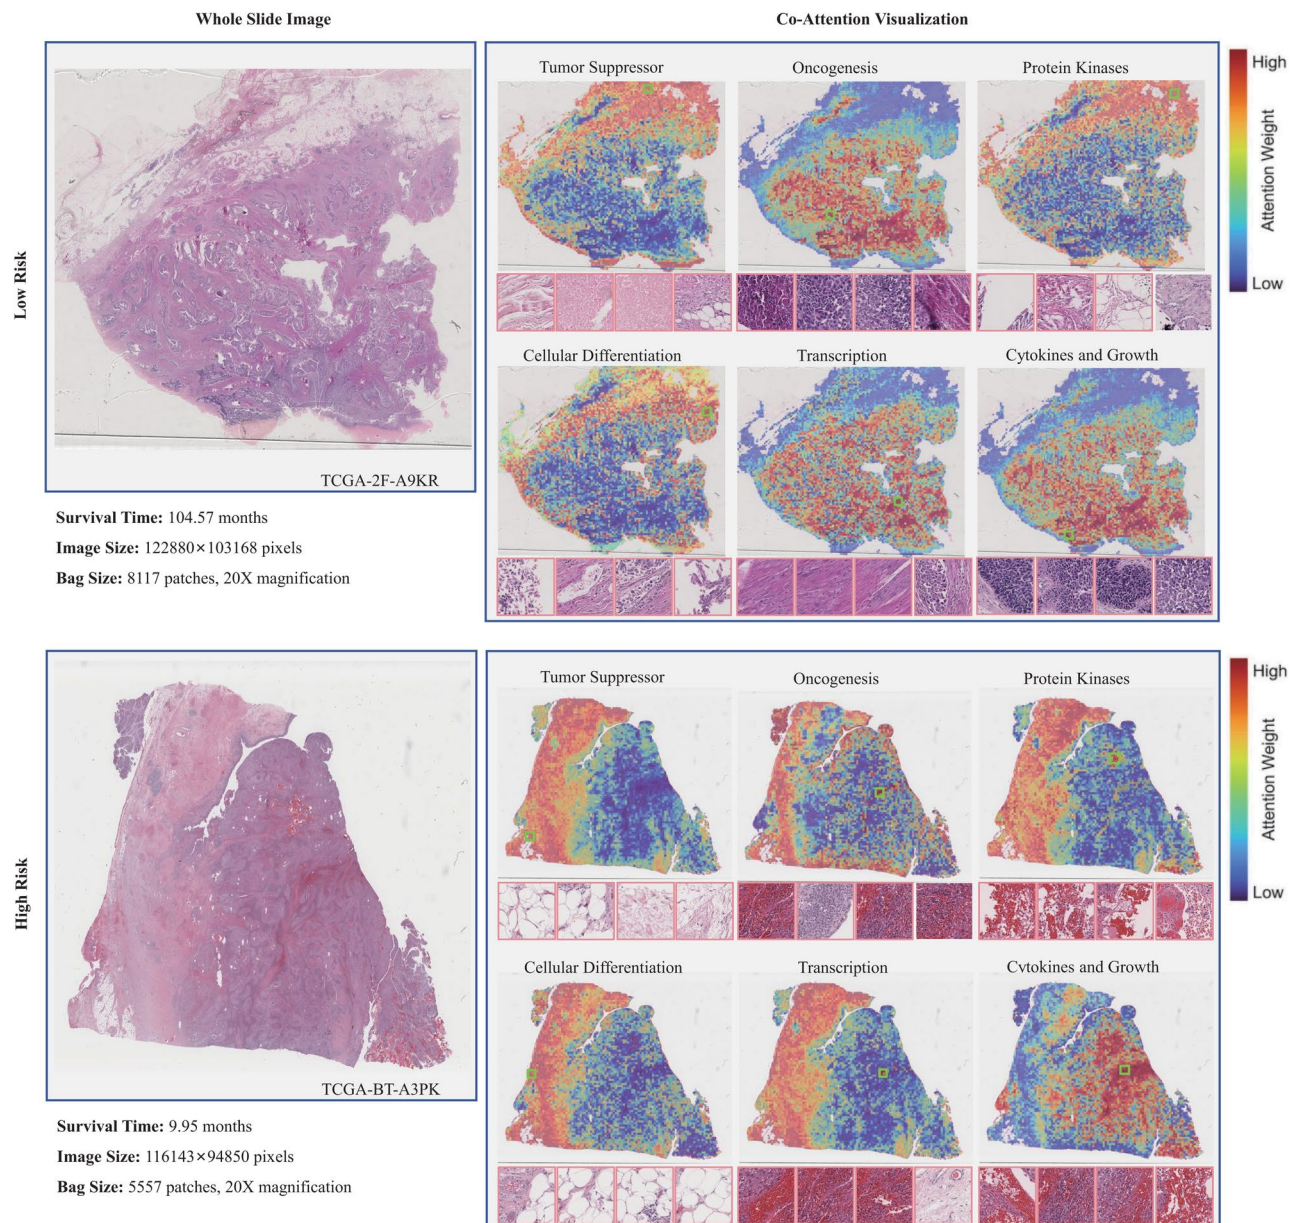 Whole Slide Image
Co-Attention Visualization
Low Risk
TCGA-2F-A9KR
Survival Time: 104.57 months
Image Size: 122880×103168 pixels
Bag Size: 8117 patches, 20X magnification
Tumor Suppressor
Oncogenesis
Protein Kinases
Cellular Differentiation
Transcription
Cytokines and Growth
High
Attention Weight
Low
High Risk
TCGA-BT-A3PK
Survival Time: 9.95 months
Image Size: 116143×94850 pixels
Bag Size: 5557 patches, 20X magnification
Tumor Suppressor
Oncogenesis
Protein Kinases
Cellular Differentiation
Transcription
Cytokines and Growth
High
Attention Weight
Low